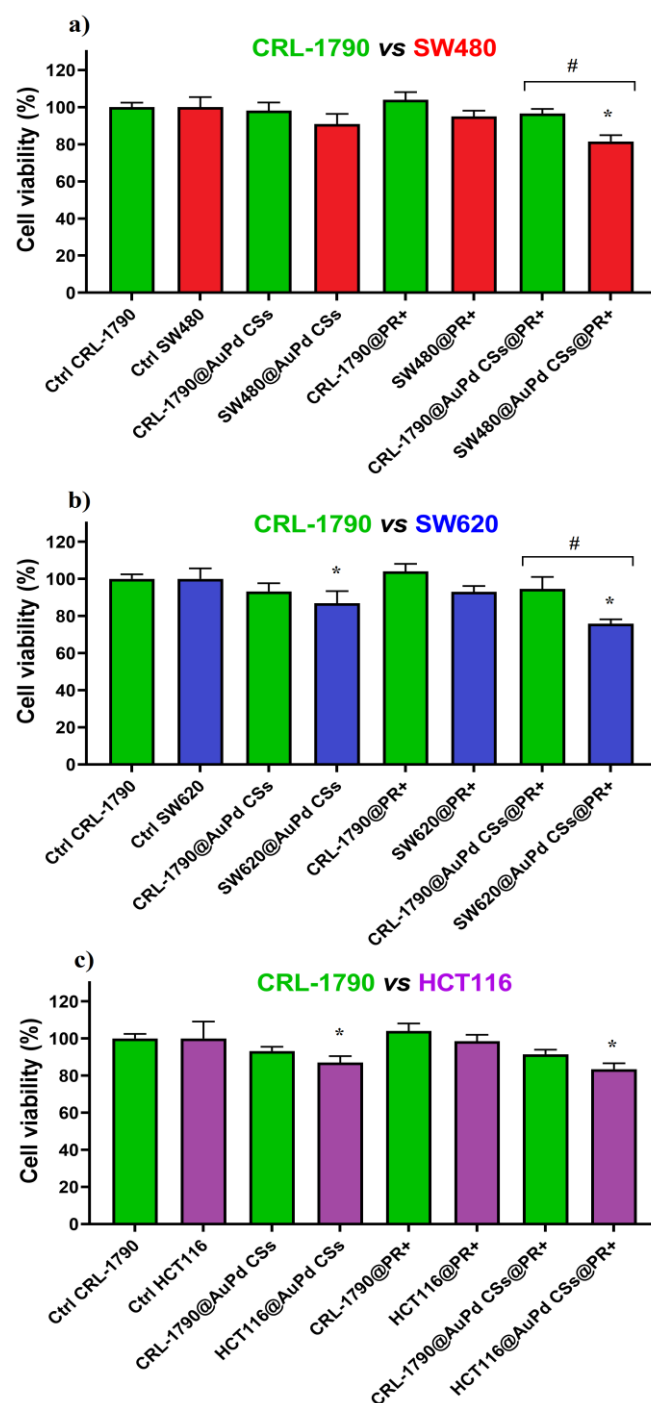 a)
CRL-1790 vs SW480
#
*
Cell viability (%)
120
100
80
60
40
20
0
Ctrl CRL-1790
Ctrl SW480
CRL-1790@AuPd CSs
SW480@AuPd CSs
CRL-1790@PR+
SW480@PR+
CRL-1790@AuPd CSs@PR+
SW480@AuPd CSs@PR+
b)
CRL-1790 vs SW620
#
*
*
Cell viability (%)
120
100
80
60
40
20
0
Ctrl CRL-1790
Ctrl SW620
CRL-1790@AuPd CSs
SW620@AuPd CSs
CRL-1790@PR+
SW620@PR+
CRL-1790@AuPd CSs@PR+
SW620@AuPd CSs@PR+
c)
CRL-1790 vs HCT116
*
*
Cell viability (%)
120
100
80
60
40
20
0
Ctrl CRL-1790
Ctrl HCT116
CRL-1790@AuPd CSs
HCT116@AuPd CSs
CRL-1790@PR+
HCT116@PR+
CRL-1790@AuPd CSs@PR+
HCT116@AuPd CSs@PR+